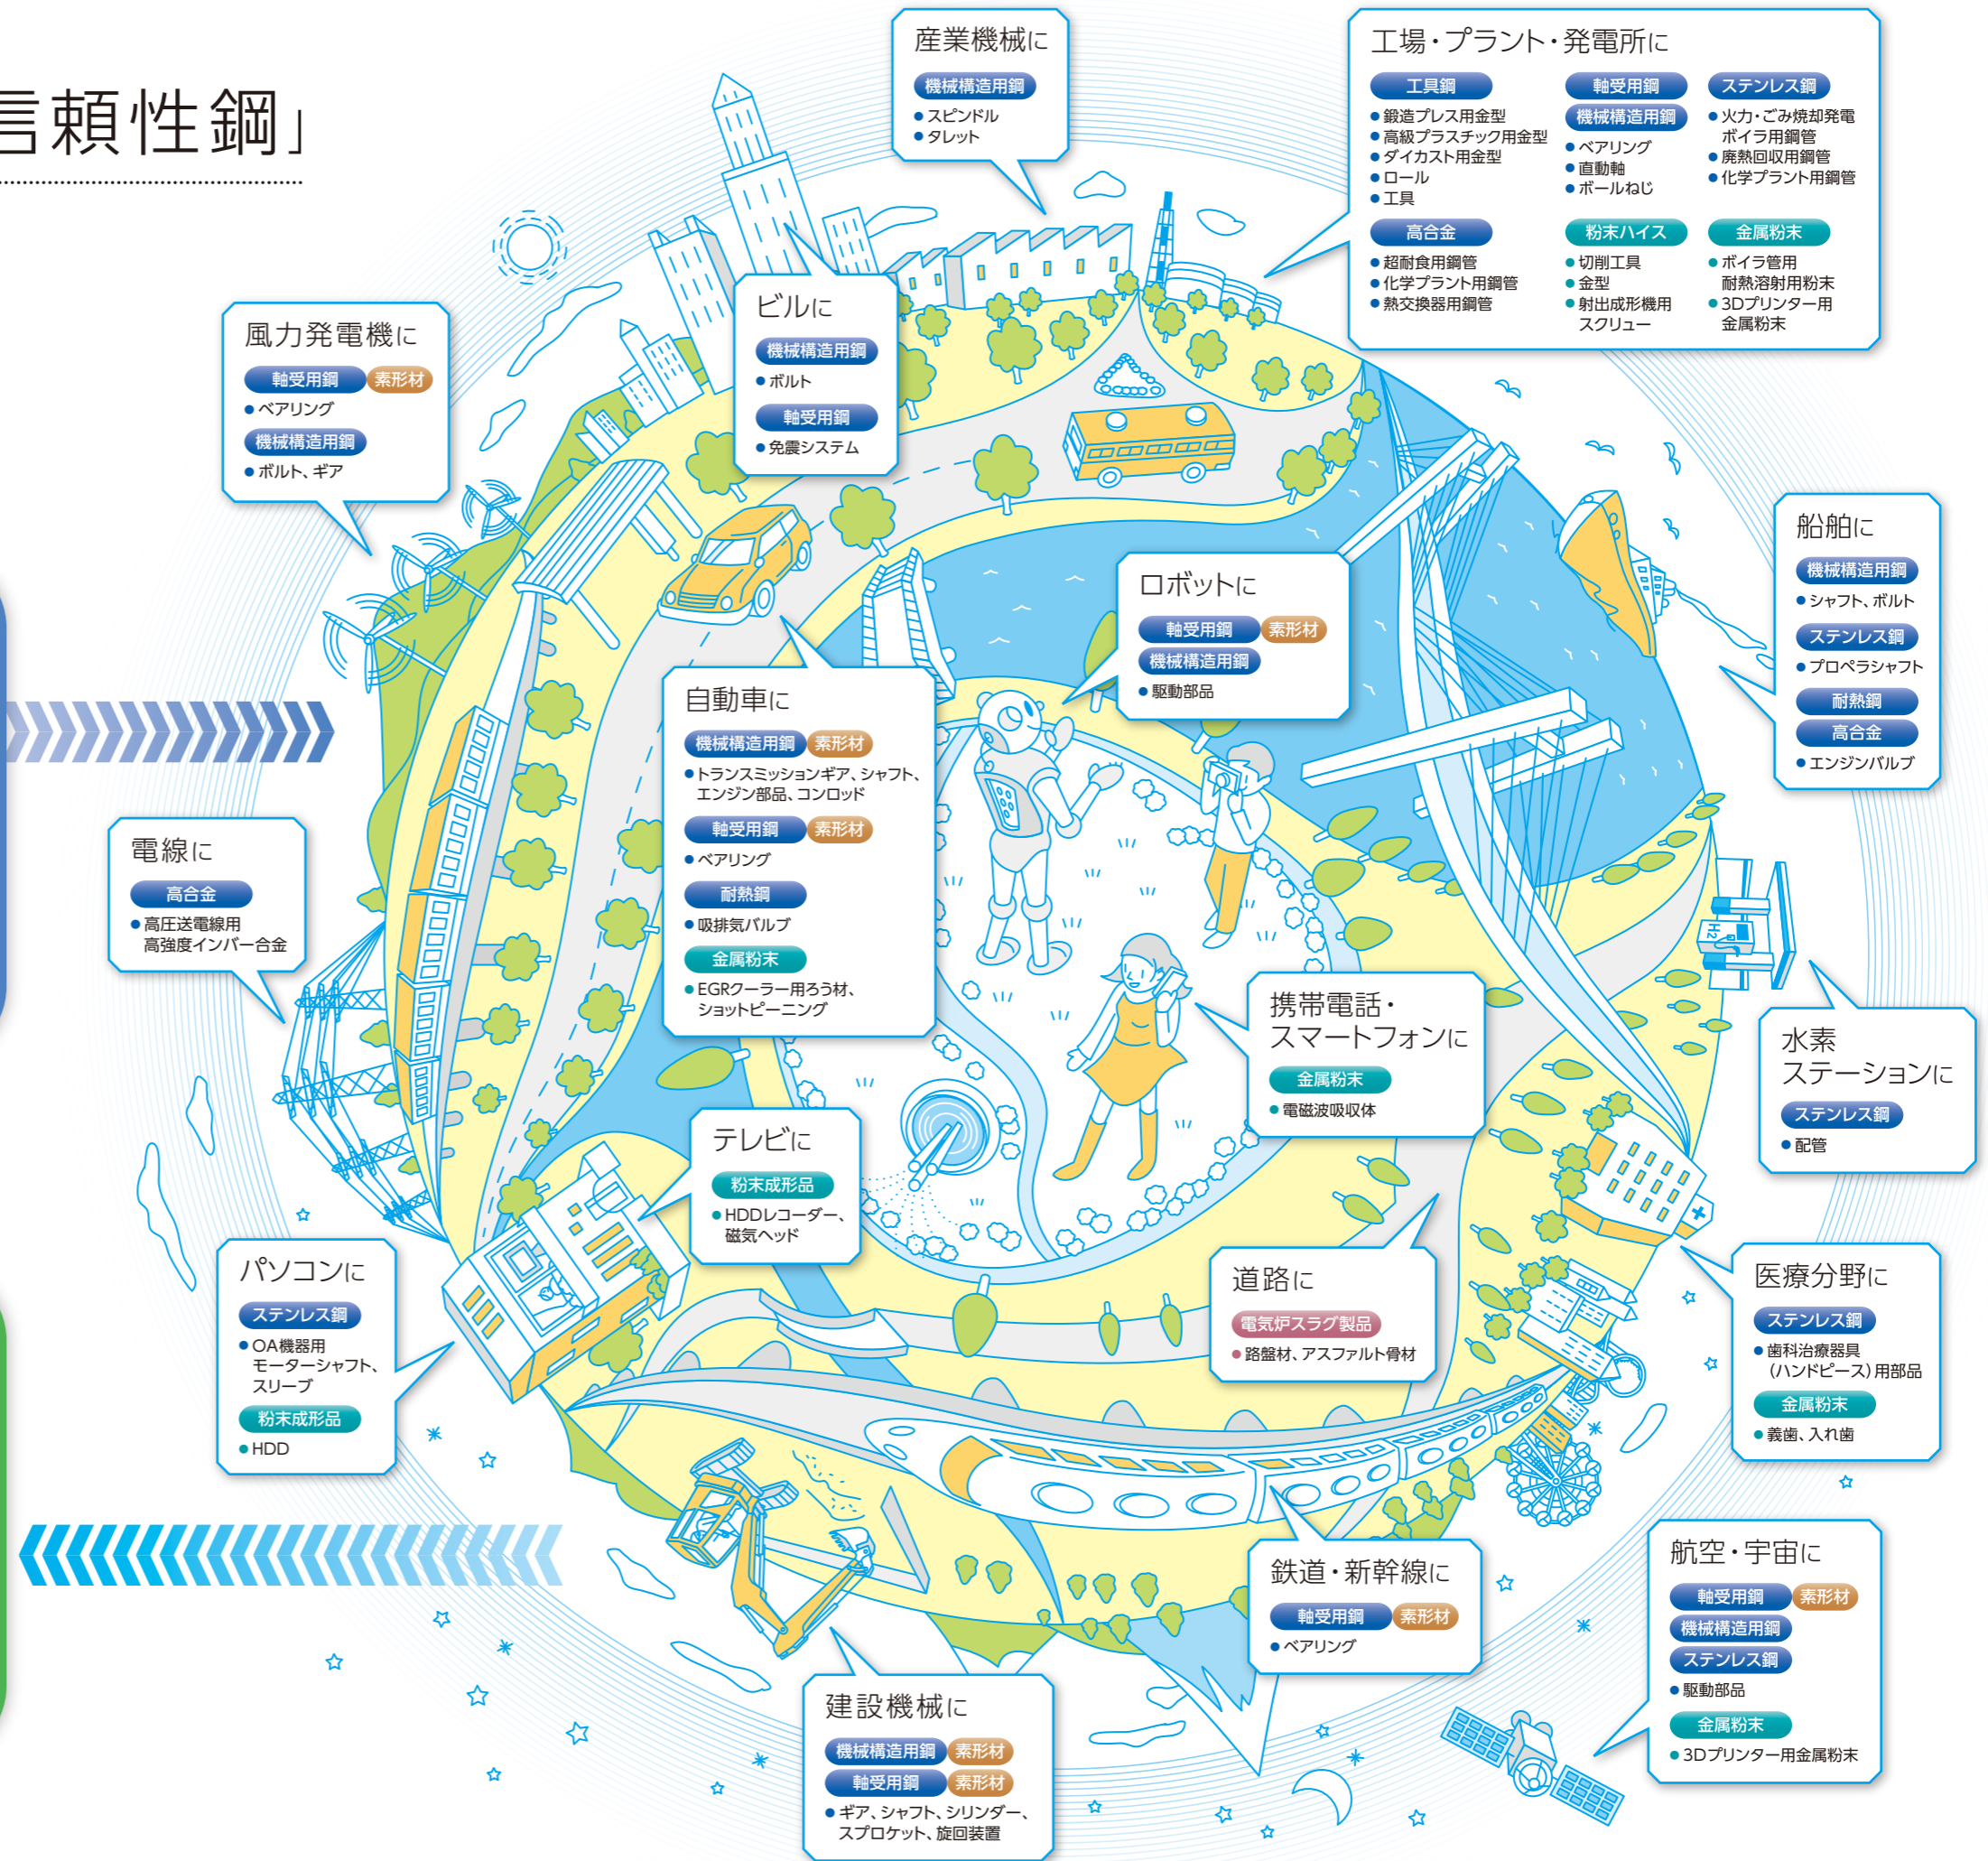 言頼性鋼」
産業機械に
機械構造用鋼
●スピンドル
●タレット
工場・プラント・発電所に
工具鋼
●鍛造プレス用金型
●高級プラスチック用金型
●ダイカスト用金型
●ロール
●工具
軸受用鋼
機械構造用鋼
●ベアリング
●直動軸
●ボールねじ
ステンレス鋼
●火力・ごみ焼却発電
ボイラ用鋼管
●廃熱回収用鋼管
●化学プラント用鋼管
高合金
●超耐食用鋼管
●化学プラント用鋼管
●熱交換器用鋼管
粉末ハイス
●切削工具
●金型
●射出成形機用
スクリュー
金属粉末
●ボイラ管用
耐熱溶射用粉末
●3Dプリンター用
金属粉末
ビルに
機械構造用鋼
●ボルト
軸受用鋼
●免震システム
風力発電機に
軸受用鋼 素形材
●ベアリング
機械構造用鋼
●ボルト、ギア
船舶に
機械構造用鋼
●シャフト、ボルト
ステンレス鋼
●プロペラシャフト
耐熱鋼
高合金
●エンジンバルブ
ロボットに
軸受用鋼 素形材
機械構造用鋼
●駆動部品
自動車に
機械構造用鋼 素形材
●トランスミッションギア、シャフト、
エンジン部品、コンロッド
軸受用鋼 素形材
●ベアリング
耐熱鋼
●吸排気バルブ
金属粉末
●EGRクーラー用ろう材、
ショットピーニング
電線に
高合金
●高圧送電線用
高強度インバー合金
H2
携帯電話・
スマートフォンに
金属粉末
●電磁波吸収体
水素
ステーションに
ステンレス鋼
●配管
テレビに
粉末成形品
●HDDレコーダー、
磁気ヘッド
パソコンに
ステンレス鋼
●OA機器用
モーターシャフト、
スリーブ
粉末成形品
●HDD
道路に
電気炉スラグ製品
●路盤材、アスファルト骨材
医療分野に
ステンレス鋼
●歯科治療器具
（ハンドピース）用部品
金属粉末
●義歯、入れ歯
鉄道・新幹線に
軸受用鋼 素形材
●ベアリング
航空・宇宙に
軸受用鋼 素形材
機械構造用鋼
ステンレス鋼
●駆動部品
金属粉末
●3Dプリンター用金属粉末
建設機械に
機械構造用鋼 素形材
軸受用鋼 素形材
●ギア、シャフト、シリンダー、
スプロケット、旋回装置